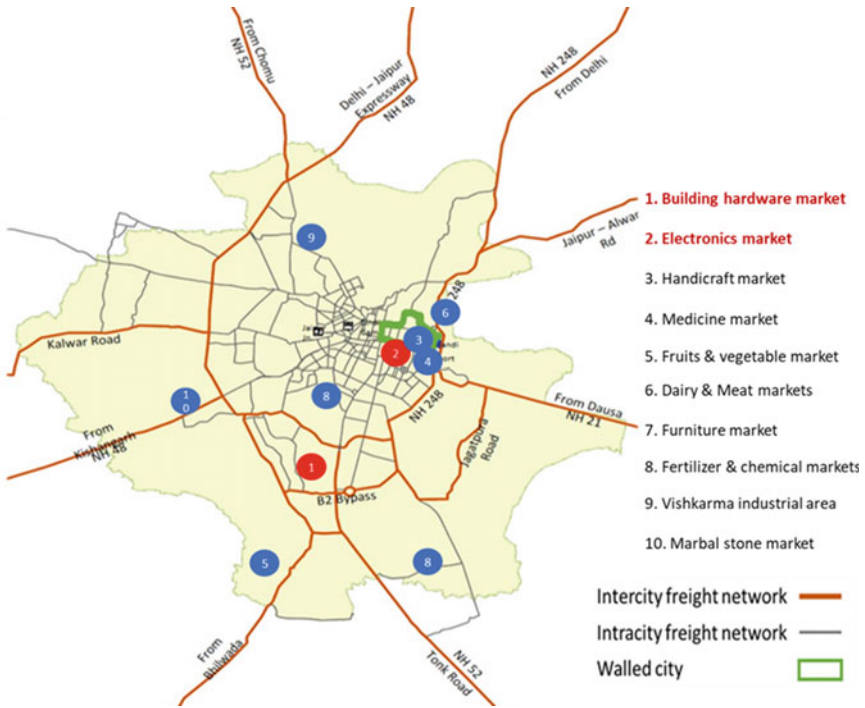 From Chomu
NH 52
Delhi – Jaipur
Expressway
NH 48
NH 248
From Delhi
Jaipur – Alwar
Rd
9
248
6
3
2
4
Kalwar Road
8
10
From
Kishangarh
NH 48
NH 248
From Dausa
NH 21
Jagatpura
Road
1
B2 Bypass
5
8
From
Bhilwada
NH 52
Tonk Road
1. Building hardware market
2. Electronics market
3. Handicraft market
4. Medicine market
5. Fruits & vegetable market
6. Dairy & Meat markets
7. Furniture market
8. Fertilizer & chemical markets
9. Vishkarma industrial area
10. Marbal stone market
Intercity freight network
Intracity freight network
Walled city